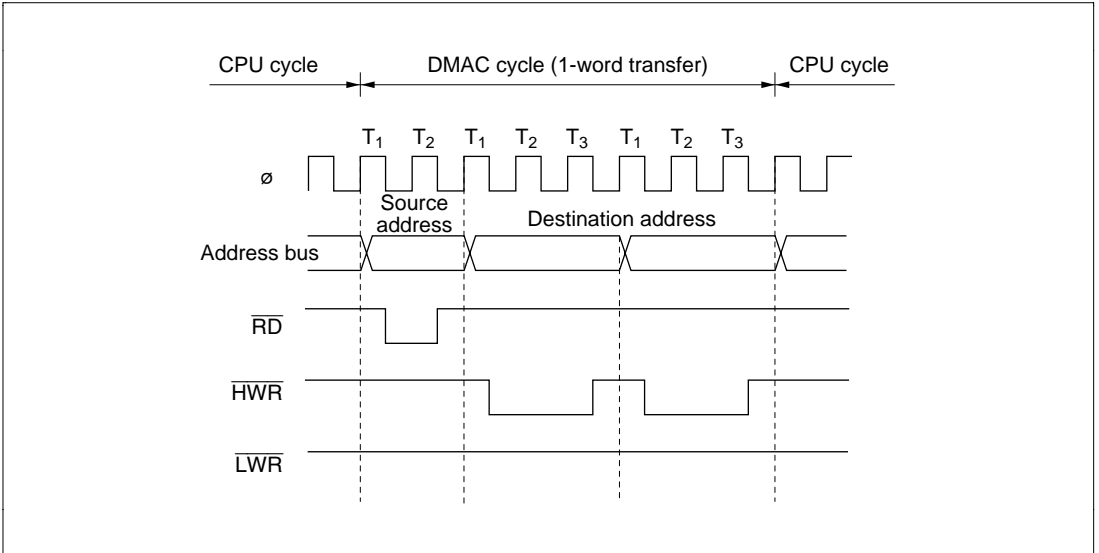 CPU cycle DMAC cycle (1-word transfer) CPU cycle
T1 T2 T1 T2 T3 T1 T2 T3
ø
Source
address
Destination address
Address bus
RD
HWR
LWR